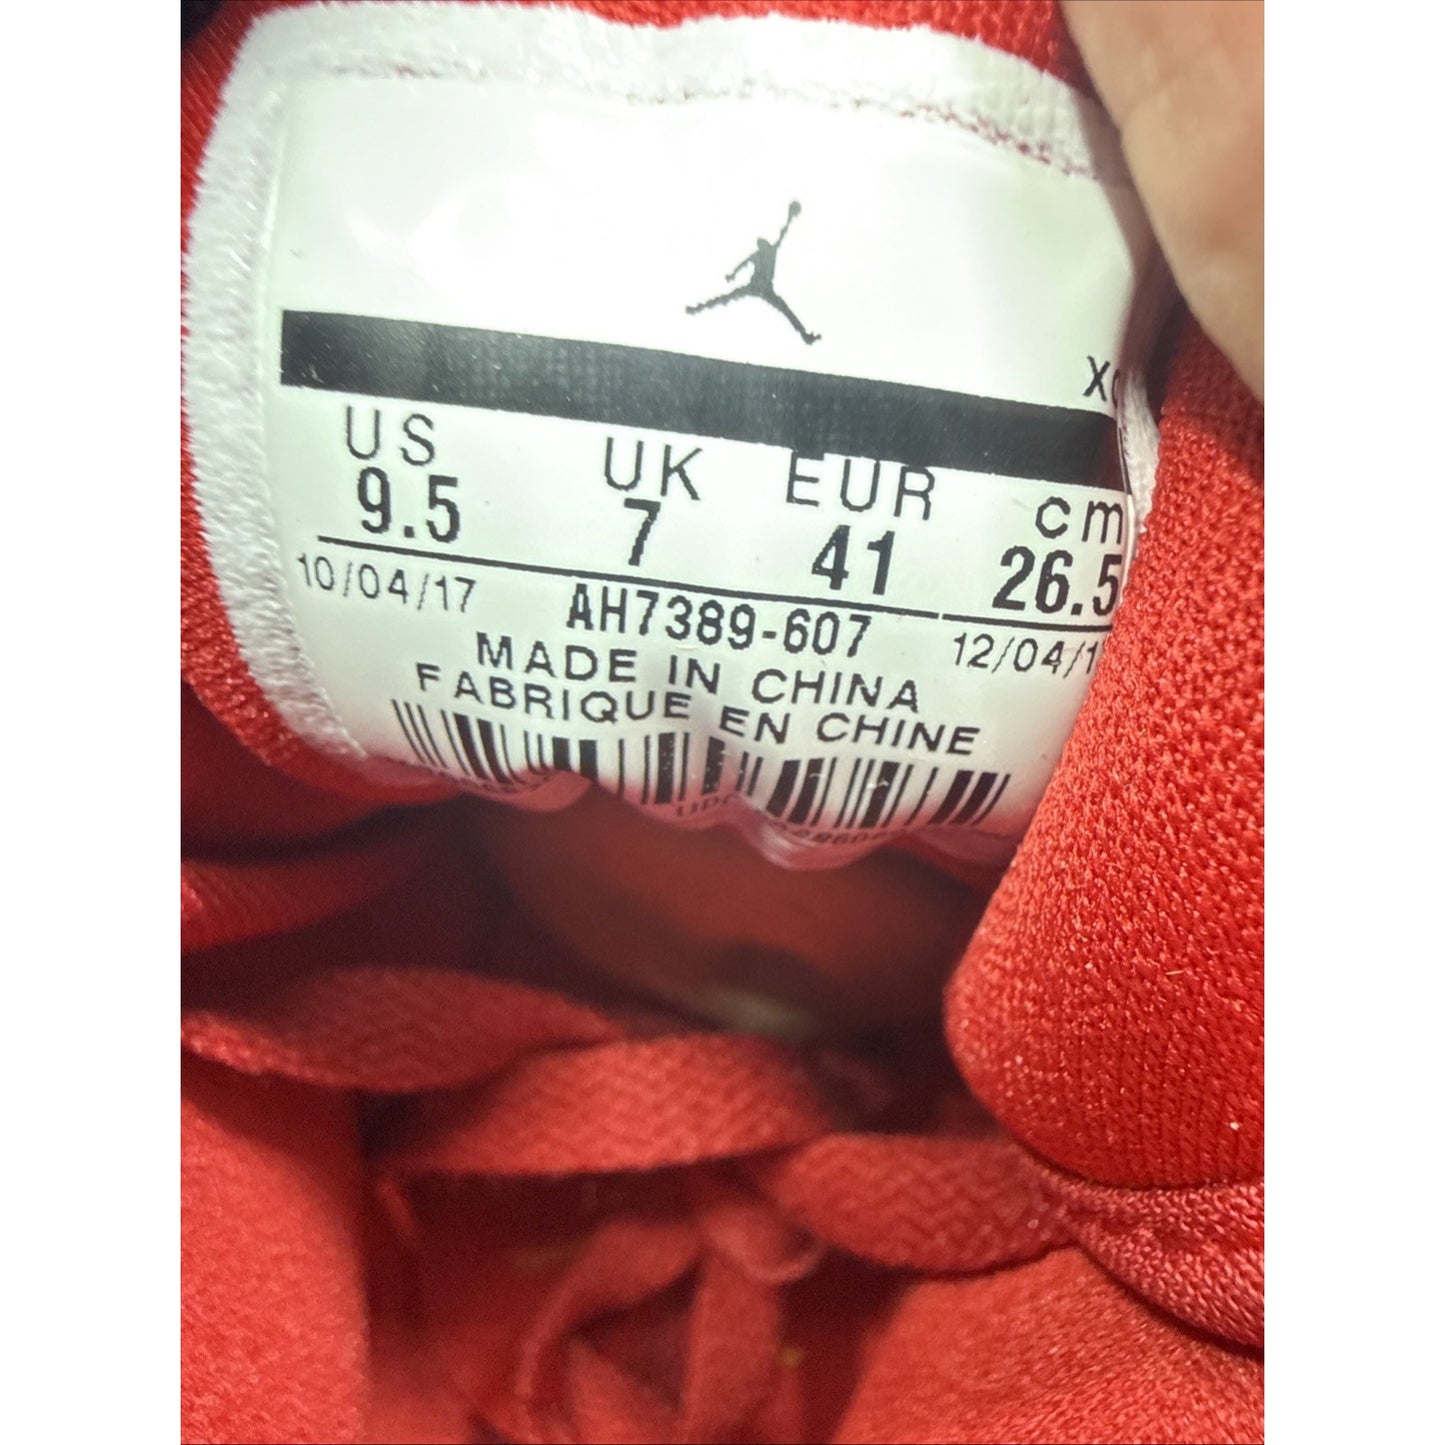 US UK EUR cm
9.5 7 41 26.5
10/04/17 AH7389-607 12/04/1
MADE IN CHINA
FABRIQUE EN CHINE